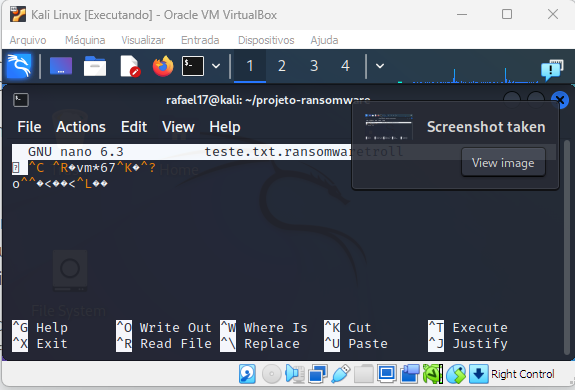 Kali Linux [Executando] - Oracle VM VirtualBox
Arquivo Máquina Visualizar Entrada Dispositivos Ajuda
1 2 3 4
rafael17@kali: ~/projeto-ransomware
File Actions Edit View Help
Screenshot taken
View image
GNU nano 6.3 teste.txt.ransomwaretroll
^C ^R�vm*67^K�^?
o^^�<��<^L��
Home
File System
^G Help ^O Write Out ^W Where Is ^K Cut ^T Execute
^X Exit ^R Read File ^\ Replace ^U Paste ^J Justify
Right Control